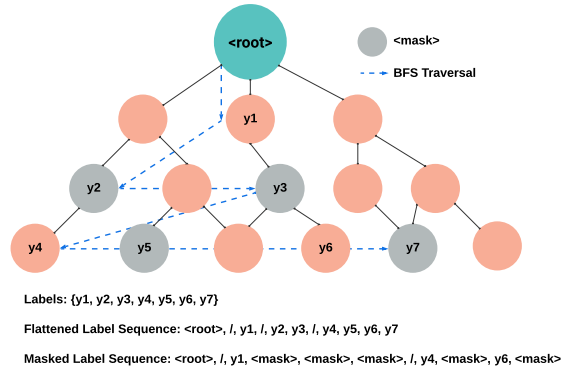 <root>
<mask>
BFS Traversal
y1
y2
y3
y4
y5
y6
y7
Labels: {y1, y2, y3, y4, y5, y6, y7}
Flattened Label Sequence: <root>, /, y1, /, y2, y3, /, y4, y5, y6, y7
Masked Label Sequence: <root>, /, y1, <mask>, <mask>, <mask>, /, y4, <mask>, y6, <mask>